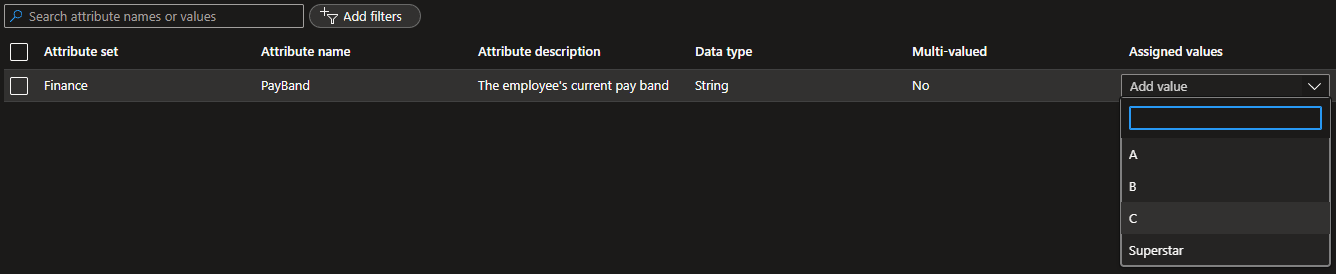 Search attribute names or values
Add filters
Attribute set Attribute name Attribute description Data type Multi-valued Assigned values
Finance PayBand The employee's current pay band String No Add value
A
B
C
Superstar